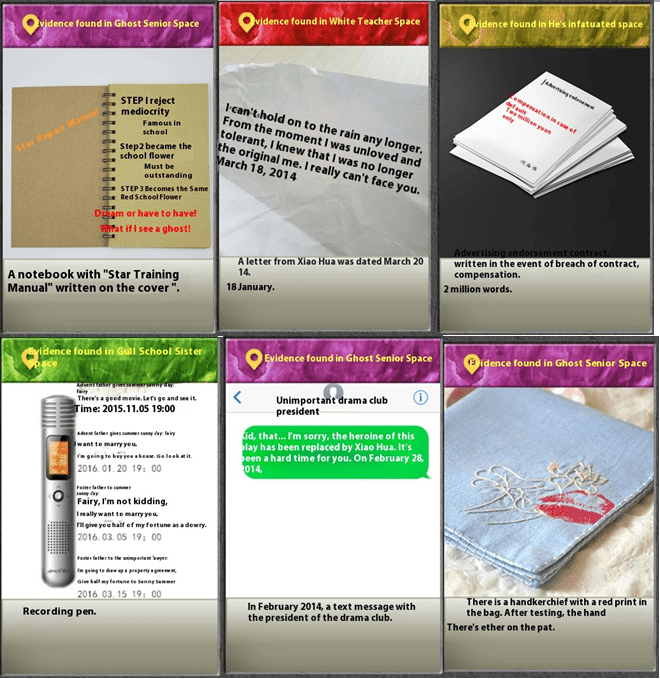 Evidence found in Ghost Senior Space
Star Repair Manual
STEP I reject
mediocrity
Famous in
school
Step2 became the
school flower
Must be
outstanding
STEP 3 Becomes the Same
Red School Flower
Dream or have to have!
What if I see a ghost!
A notebook with "Star Training
Manual" written on the cover ".
Evidence found in White Teacher Space
I can't hold on to the rain any longer.
From the moment I was unloved and
tolerant, I knew that I was no longer
the original me. I really can't face you.
March 18, 2014
A letter from Xiao Hua was dated March 20
14.
18 January.
Evidence found in He's infatuated space
Advertising endorsement
Compensation in case of
default
Two million yuan
only
Advertising endorsement contract,
written in the event of breach of contract,
compensation.
2 million words.
Evidence found in Gull School Sister
Space
Advent father gives summer sunny day:
fairy
There's a good movie. Let's go and see it.
Time: 2015.11.05 19:00
Advent father gives summer sunny day: fairy
I want to marry you,
I'm going to buy you a house. Go look at it.
2016.01.20 19:00
Foster father to summer
sunny day:
Fairy, I'm not kidding,
I really want to marry you,
I'll give you half of my fortune as a dowry.
2016.03.05 19:00
Foster father to the unimportant lawyer:
I'm going to draw up a property agreement,
Give half my fortune to Sunny Summer
2016.03.15 19:00
Recording pen.
Evidence found in Ghost Senior Space
Unimportant drama club
president
Kid, that... I'm sorry, the heroine of this
play has been replaced by Xiao Hua. It's
been a hard time for you. On February 28,
2014,
In February 2014, a text message with
the president of the drama club.
Evidence found in Ghost Senior Space
There is a handkerchief with a red print in
the bag. After testing, the hand
There's ether on the pat.